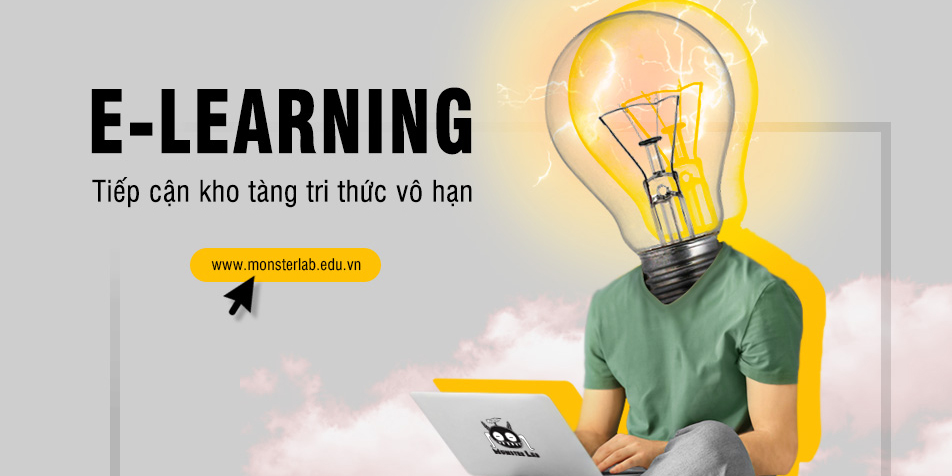 E-LEARNING
Tiếp cận kho tàng tri thức vô hạn
www.monsterlab.edu.vn
MONSTER LAB